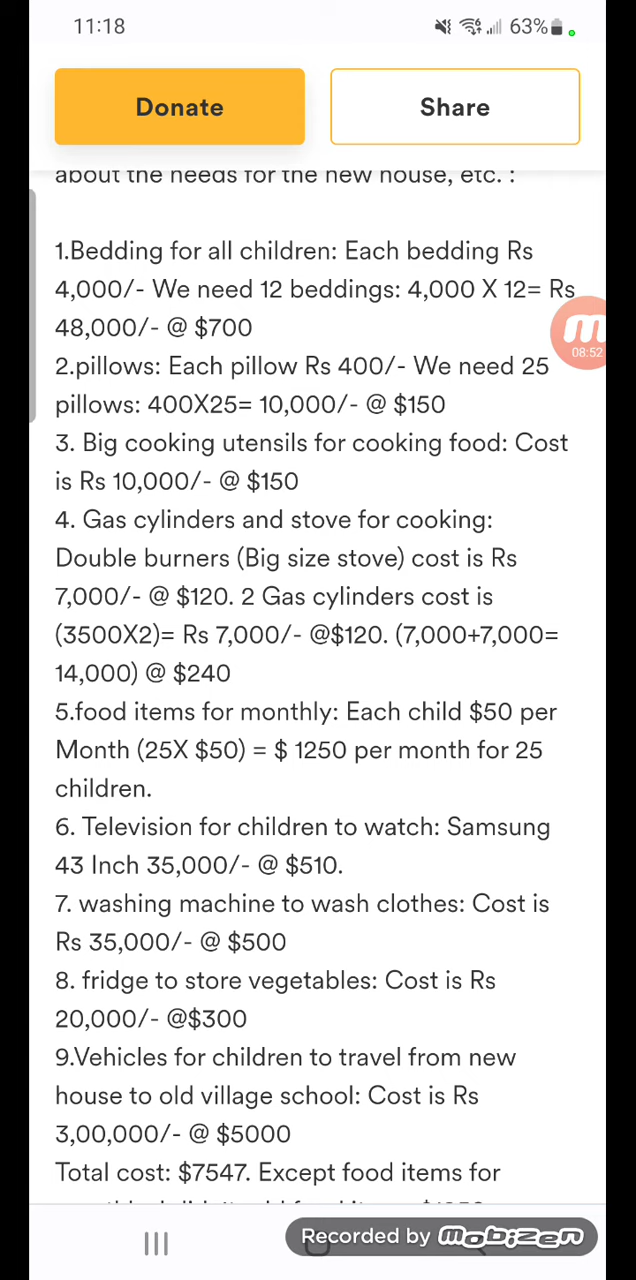 11:18 63%
Donate Share
about the needs for the new house, etc. :
1.Bedding for all children: Each bedding Rs
4,000/- We need 12 beddings: 4,000 X 12= Rs
48,000/- @ $700
08:52
2.pillows: Each pillow Rs 400/- We need 25
pillows: 400X25= 10,000/- @ $150
3. Big cooking utensils for cooking food: Cost
is Rs 10,000/- @ $150
4. Gas cylinders and stove for cooking:
Double burners (Big size stove) cost is Rs
7,000/- @ $120. 2 Gas cylinders cost is
(3500X2)= Rs 7,000/- @$120. (7,000+7,000=
14,000) @ $240
5.food items for monthly: Each child $50 per
Month (25X $50) = $ 1250 per month for 25
children.
6. Television for children to watch: Samsung
43 Inch 35,000/- @ $510.
7. washing machine to wash clothes: Cost is
Rs 35,000/- @ $500
8. fridge to store vegetables: Cost is Rs
20,000/- @$300
9.Vehicles for children to travel from new
house to old village school: Cost is Rs
3,00,000/- @ $5000
Total cost: $7547. Except food items for
Recorded by mobizen